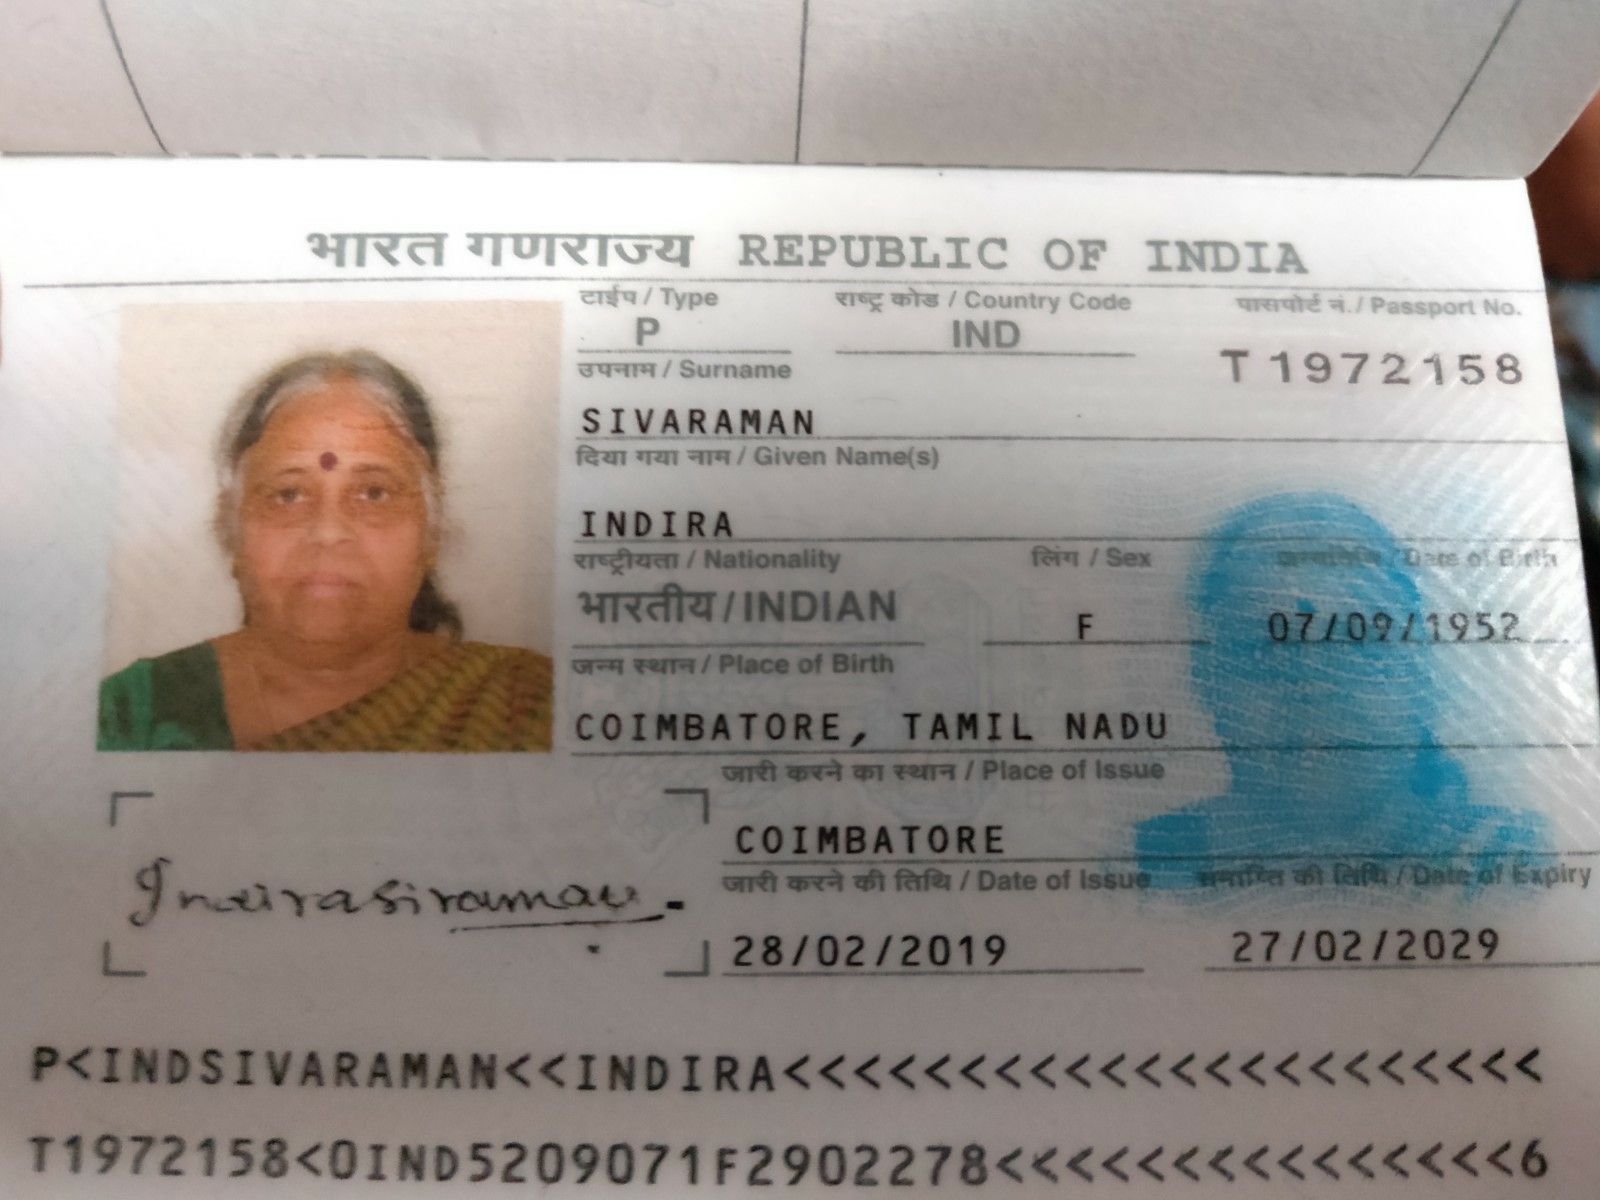 भारत गणराज्य REPUBLIC OF INDIA
टाईप / Type राष्ट्र कोड / Country Code पासपोर्ट नं. / Passport No.
P IND T 1972158
उपनाम / Surname
SIVARAMAN
दिया गया नाम / Given Name(s)
INDIRA
राष्ट्रीयता / Nationality लिंग / Sex जन्मतिथि / Date of Birth
भारतीय / INDIAN F 07/09/1952
जन्म स्थान / Place of Birth
COIMBATORE, TAMIL NADU
जारी करने का स्थान / Place of Issue
COIMBATORE
जारी करने की तिथि / Date of Issue समाप्ति की तिथि / Date of Expiry
Indirasivaraman
28/02/2019 27/02/2029
P<INDSIVARAMAN<<INDIRA<<<<<<<<<<<<<<<<<<<<<<
T1972158<0IND5209071F2902278<<<<<<<<<<<<<<<6